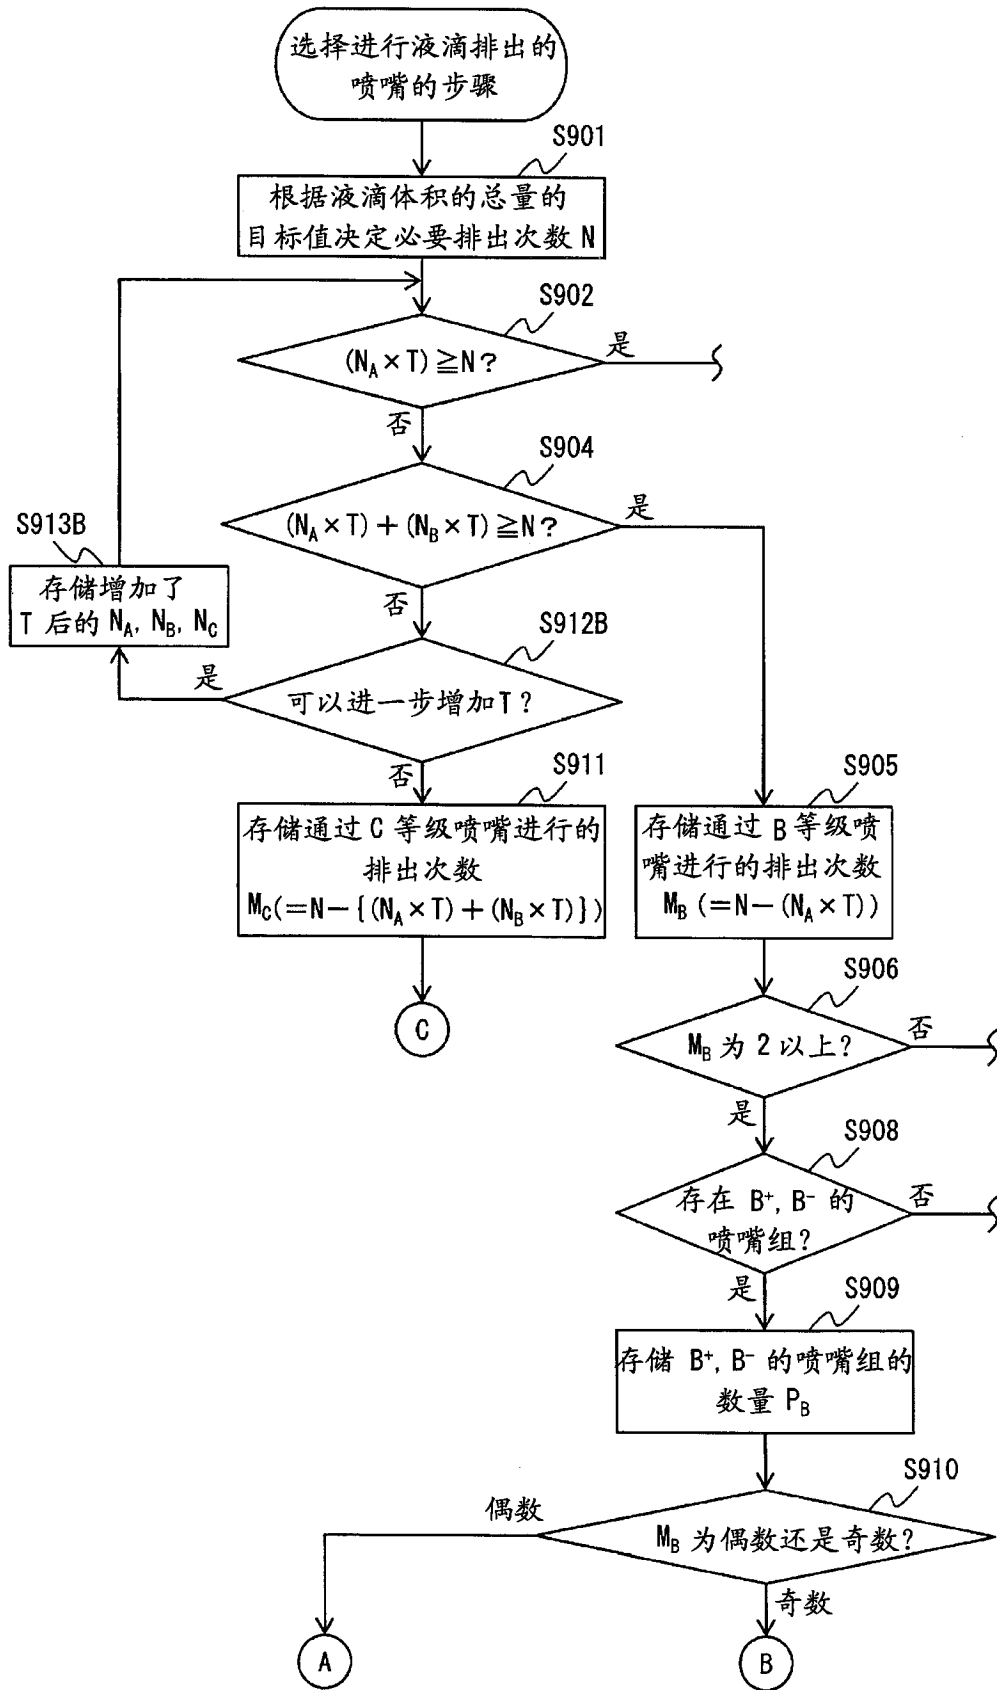 选择进行液滴排出的
喷嘴的步骤
S901
根据液滴体积的总量的
目标值决定必要排出次数 N
S902
(N_A×T)≧N?
是
否
S904
(N_A×T)+(N_B×T)≧N?
是
否
S913B
存储增加了
T 后的 N_A, N_B, N_C
S912B
可以进一步增加T?
是
否
S911
存储通过 C 等级喷嘴进行的
排出次数
M_C(=N-{(N_A×T)+(N_B×T)})
C
S905
存储通过 B 等级喷
嘴进行的排出次数
M_B (=N-(N_A×T))
S906
M_B 为 2 以上?
否
是
S908
存在 B⁺, B⁻ 的
喷嘴组?
否
是
S909
存储 B⁺, B⁻ 的喷嘴组的
数量 P_B
S910
M_B 为偶数还是奇数?
偶数
奇数
A
B